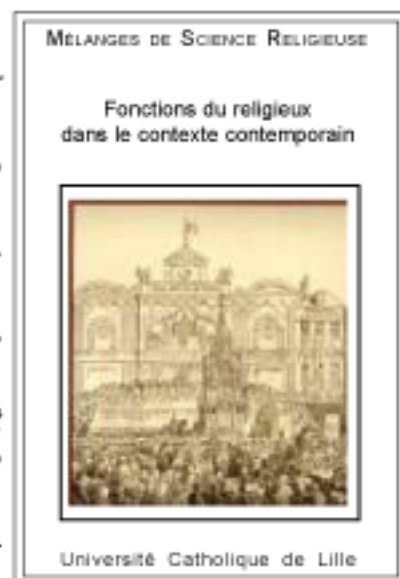 MÉLANGES DE SCIENCE RELIGIEUSE
Fonctions du religieux
dans le contexte contemporain
Université Catholique de Lille